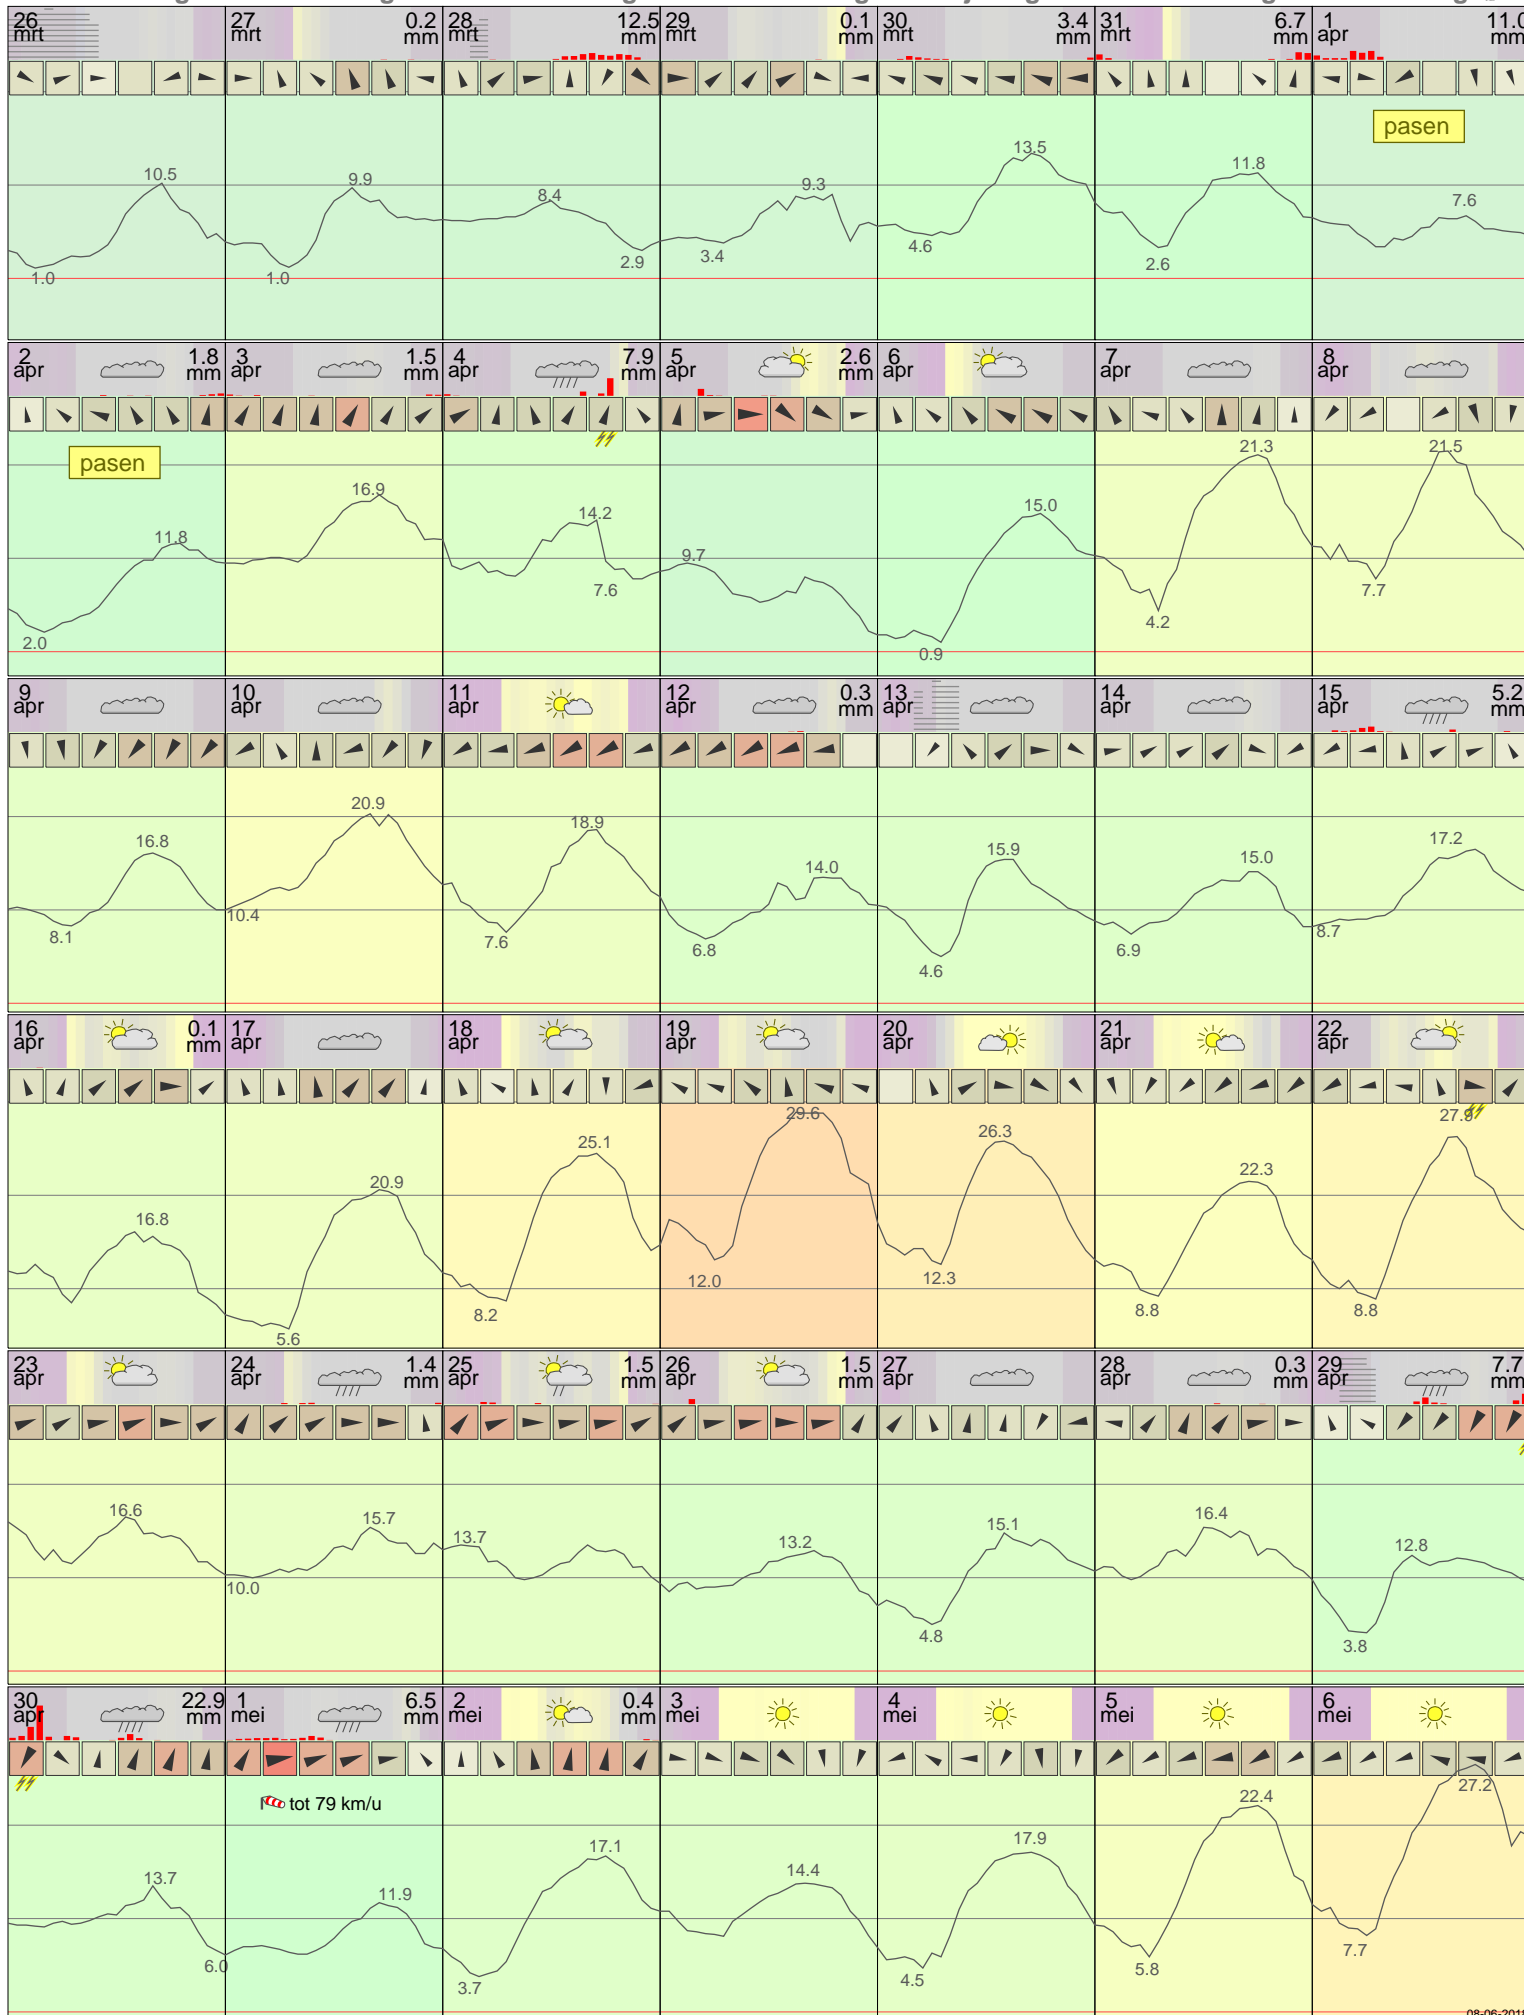 26 mrt
27 mrt 0.2 mm
28 mrt 12.5 mm
29 mrt 0.1 mm
30 mrt 3.4 mm
31 mrt 6.7 mm
1 apr 11.0 mm
pasen
10.5 9.9 8.4 9.3 13.5 11.8 7.6
1.0 1.0 2.9 3.4 4.6 2.6
2 apr 1.8 mm
3 apr 1.5 mm
4 apr 7.9 mm
5 apr 2.6 mm
6 apr
7 apr
8 apr
pasen
11.8 16.9 14.2 9.7 15.0 21.3 21.5
2.0 7.6 0.9 4.2 7.7
9 apr
10 apr
11 apr
12 apr 0.3 mm
13 apr
14 apr
15 apr 5.2 mm
16.8 20.9 18.9 14.0 15.9 15.0 17.2
8.1 10.4 7.6 6.8 4.6 6.9 8.7
16 apr 0.1 mm
17 apr
18 apr
19 apr
20 apr
21 apr
22 apr
16.8 20.9 25.1 29.6 26.3 22.3 27.9
5.6 8.2 12.0 12.3 8.8 8.8
23 apr
24 apr 1.4 mm
25 apr 1.5 mm
26 apr 1.5 mm
27 apr
28 apr 0.3 mm
29 apr 7.7 mm
16.6 15.7 13.7 13.2 15.1 16.4 12.8
10.0 4.8 3.8
30 apr 22.9 mm
1 mei 6.5 mm
2 mei 0.4 mm
3 mei
4 mei
5 mei
6 mei
tot 79 km/u
13.7 11.9 17.1 14.4 17.9 22.4 27.2
6.0 3.7 4.5 5.8 7.7
08-06-2018